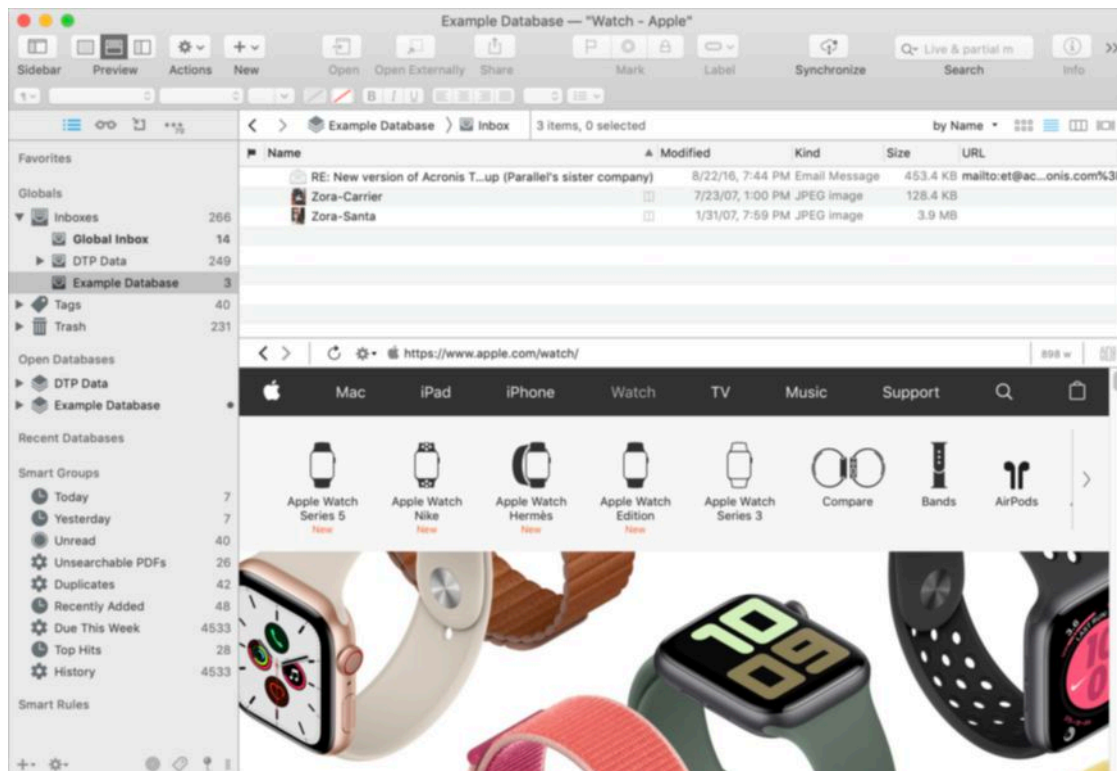 Example Database — "Watch - Apple"
Sidebar Preview Actions New Open Open Externally Share Mark Label Synchronize Search Info
Live & partial m
B I U
Example Database Inbox 3 items, 0 selected by Name
Favorites
Name Modified Kind Size URL
RE: New version of Acronis T...up (Parallel's sister company) 8/22/16, 7:44 PM Email Message 453.4 KB mailto:et@ac...onis.com%3
Zora-Carrier 7/23/07, 1:00 PM JPEG image 128.4 KB
Zora-Santa 1/31/07, 7:59 PM JPEG image 3.9 MB
Globals
Inboxes 266
Global Inbox 14
DTP Data 249
Example Database 3
Tags 40
Trash 231
Open Databases
DTP Data
Example Database
Recent Databases
Smart Groups
Today 7
Yesterday 7
Unread 40
Unsearchable PDFs 26
Duplicates 42
Recently Added 48
Due This Week 4533
Top Hits 28
History 4533
Smart Rules
https://www.apple.com/watch/ 898 w
Mac iPad iPhone Watch TV Music Support
Apple Watch Series 5 New
Apple Watch Nike New
Apple Watch Hermès New
Apple Watch Edition New
Apple Watch Series 3
Compare
Bands
AirPods
10
09